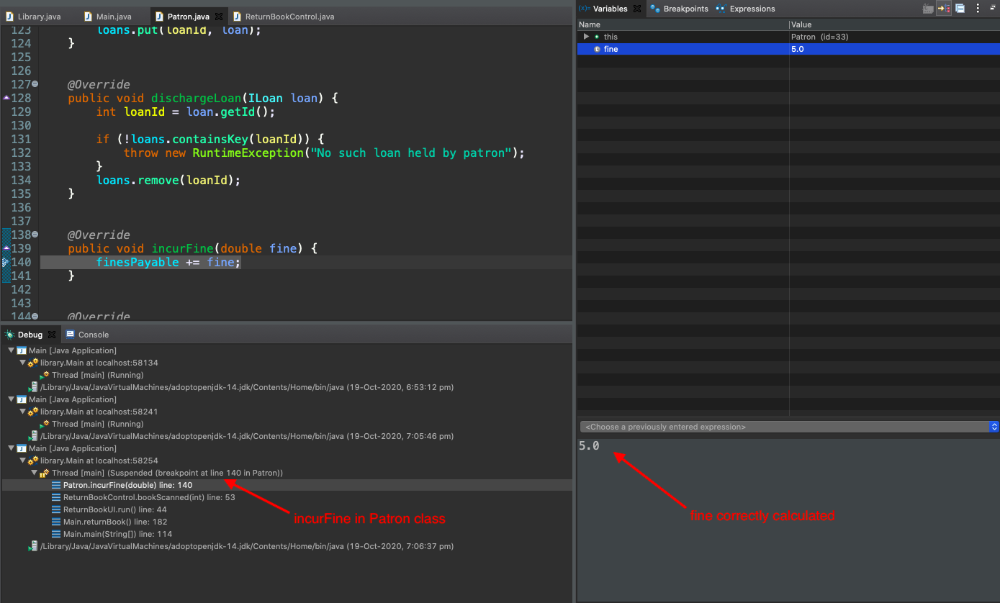 Library.java Main.java Patron.java ReturnBookControl.java
123 loans.put(loanId, loan);
124 }
125
126
127 @Override
128 public void dischargeLoan(ILoan loan) {
129 int loanId = loan.getId();
130
131 if (!loans.containsKey(loanId)) {
132 throw new RuntimeException("No such loan held by patron");
133 }
134 loans.remove(loanId);
135 }
136
137
138 @Override
139 public void incurFine(double fine) {
140 finesPayable += fine;
141 }
142
143
144 @Override
Debug Console
Main [Java Application]
library.Main at localhost:58134
Thread [main] (Running)
/Library/Java/JavaVirtualMachines/adoptopenjdk-14.jdk/Contents/Home/bin/java (19-Oct-2020, 6:53:12 pm)
Main [Java Application]
library.Main at localhost:58241
Thread [main] (Running)
/Library/Java/JavaVirtualMachines/adoptopenjdk-14.jdk/Contents/Home/bin/java (19-Oct-2020, 7:05:46 pm)
Main [Java Application]
library.Main at localhost:58254
Thread [main] (Suspended (breakpoint at line 140 in Patron))
Patron.incurFine(double) line: 140
ReturnBookControl.bookScanned(int) line: 53
ReturnBookUI.run() line: 44
Main.returnBook() line: 182
Main.main(String[]) line: 114
/Library/Java/JavaVirtualMachines/adoptopenjdk-14.jdk/Contents/Home/bin/java (19-Oct-2020, 7:06:37 pm)
incurFine in Patron class
(x)= Variables Breakpoints Expressions
Name Value
this Patron (id=33)
fine 5.0
<Choose a previously entered expression>
5.0
fine correctly calculated